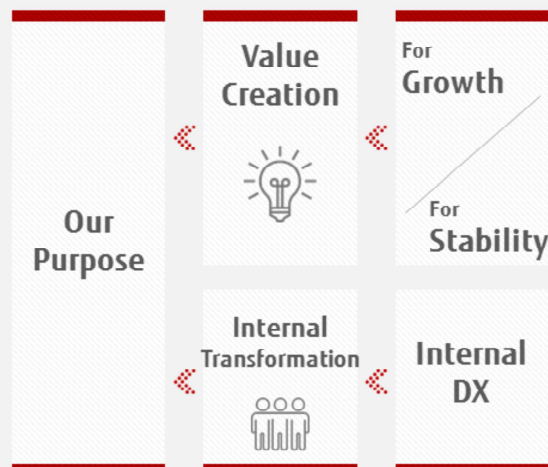 Our
Purpose
Value
Creation
For
Growth
For
Stability
Internal
Transformation
Internal
DX